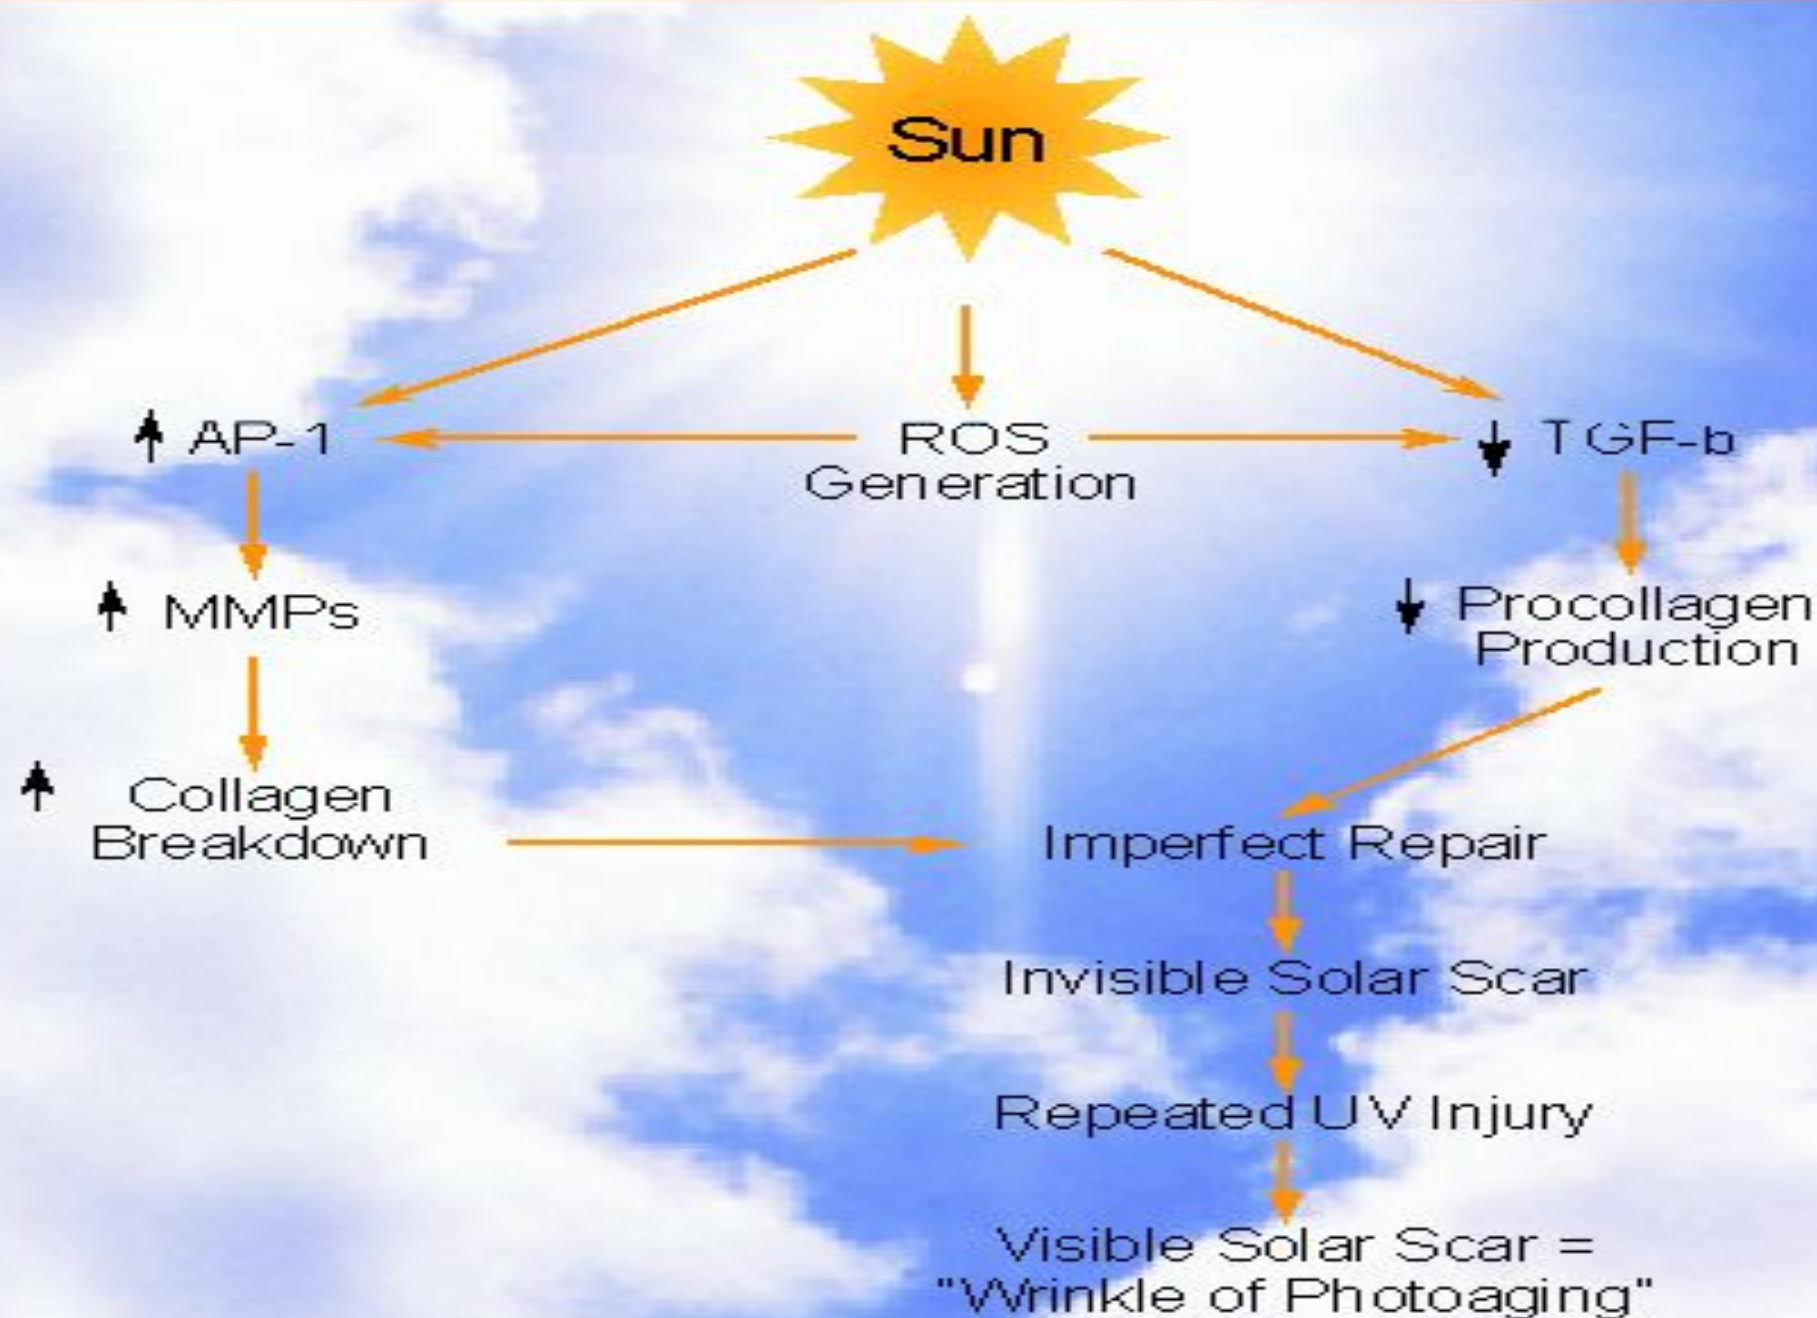 Sun
AP-1
ROS
Generation
TGF-b
MMPs
Procollagen
Production
Collagen
Breakdown
Imperfect Repair
Invisible Solar Scar
Repeated UV Injury
Visible Solar Scar =
"Wrinkle of Photoaging"